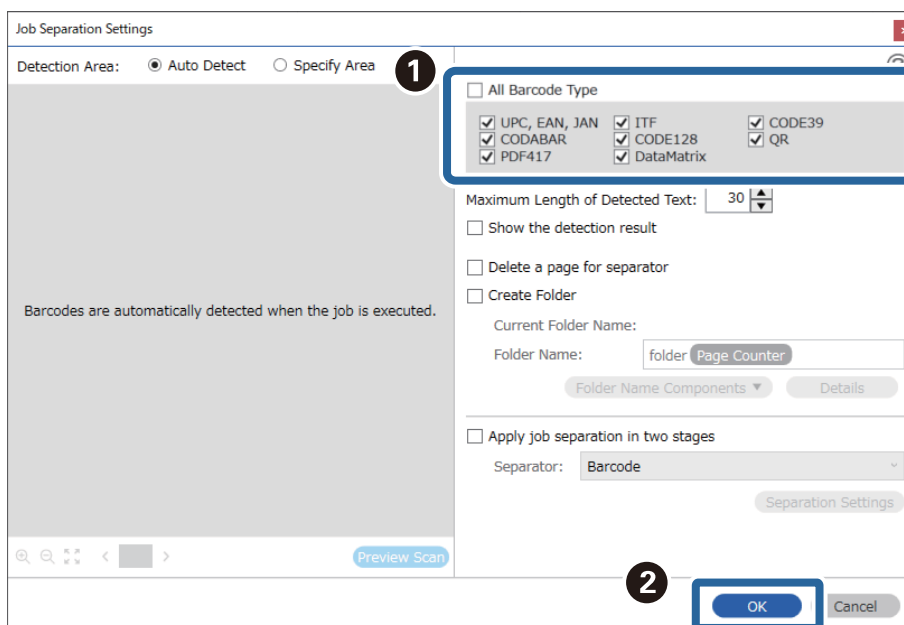 Job Separation Settings
Detection Area: Auto Detect Specify Area
1
All Barcode Type
UPC, EAN, JAN ITF CODE39
CODABAR CODE128 QR
PDF417 DataMatrix
Maximum Length of Detected Text: 30
Show the detection result
Delete a page for separator
Create Folder
Barcodes are automatically detected when the job is executed.
Current Folder Name:
Folder Name: folder Page Counter
Folder Name Components Details
Apply job separation in two stages
Separator: Barcode
Separation Settings
Preview Scan
2
OK Cancel